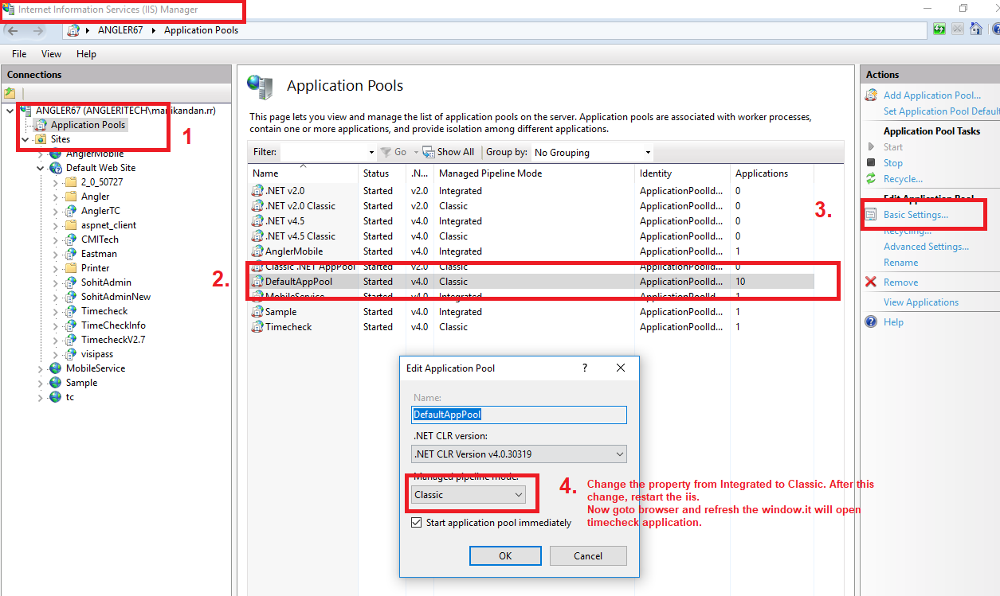 Internet Information Services (IIS) Manager
ANGLER67 Application Pools
File View Help
Connections
ANGLER67 (ANGLERITECH\manikandan.rr)
Application Pools
Sites
AnglerMobile
Default Web Site
2_0_50727
Angler
AnglerTC
aspnet_client
CMITech
Eastman
Printer
SohitAdmin
SohitAdminNew
Timecheck
TimeCheckInfo
TimecheckV2.7
visipass
MobileService
Sample
tc
1
Application Pools
This page lets you view and manage the list of application pools on the server. Application pools are associated with worker processes,
contain one or more applications, and provide isolation among different applications.
Filter: Go Show All Group by: No Grouping
Name Status .N... Managed Pipeline Mode Identity Applications
.NET v2.0 Started v2.0 Integrated ApplicationPoolId... 0
.NET v2.0 Classic Started v2.0 Classic ApplicationPoolId... 0
.NET v4.5 Started v4.0 Integrated ApplicationPoolId... 0
.NET v4.5 Classic Started v4.0 Classic ApplicationPoolId... 0
AnglerMobile Started v4.0 Integrated ApplicationPoolId... 1
Classic .NET AppPool Started v2.0 Classic ApplicationPoolId... 0
DefaultAppPool Started v4.0 Classic ApplicationPoolId... 10
MobileService Started v4.0 Integrated ApplicationPoolId... 1
Sample Started v4.0 Integrated ApplicationPoolId... 1
Timecheck Started v4.0 Classic ApplicationPoolId... 1
2.
3.
Edit Application Pool ?
Name:
DefaultAppPool
.NET CLR version:
.NET CLR Version v4.0.30319
Managed pipeline mode:
Classic
Start application pool immediately
OK Cancel
4.
Change the property from Integrated to Classic. After this
change, restart the iis.
Now goto browser and refresh the window.it will open
timecheck application.
Actions
Add Application Pool...
Set Application Pool Default
Application Pool Tasks
Start
Stop
Recycle...
Edit Application Pool
Basic Settings...
Recycling...
Advanced Settings...
Rename
Remove
View Applications
Help